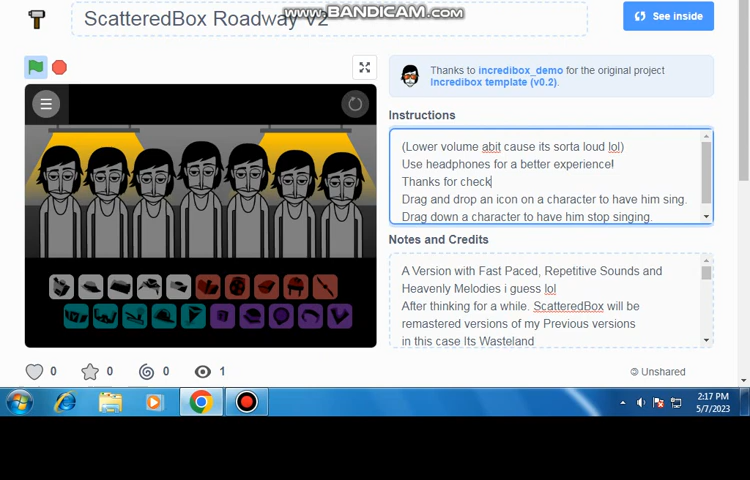 ScatteredBox Roadway V2
www.BANDICAM.com
See inside
Thanks to incredibox_demo for the original project
Incredibox template (v0.2).
Instructions
(Lower volume abit cause its sorta loud lol)
Use headphones for a better experience!
Thanks for check
Drag and drop an icon on a character to have him sing.
Drag down a character to have him stop singing.
Notes and Credits
A Version with Fast Paced, Repetitive Sounds and
Heavenly Melodies i guess lol
After thinking for a while. ScatteredBox will be
remastered versions of my Previous versions
in this case Its Wasteland
0
0
0
1
Unshared
2:17 PM
5/7/2023